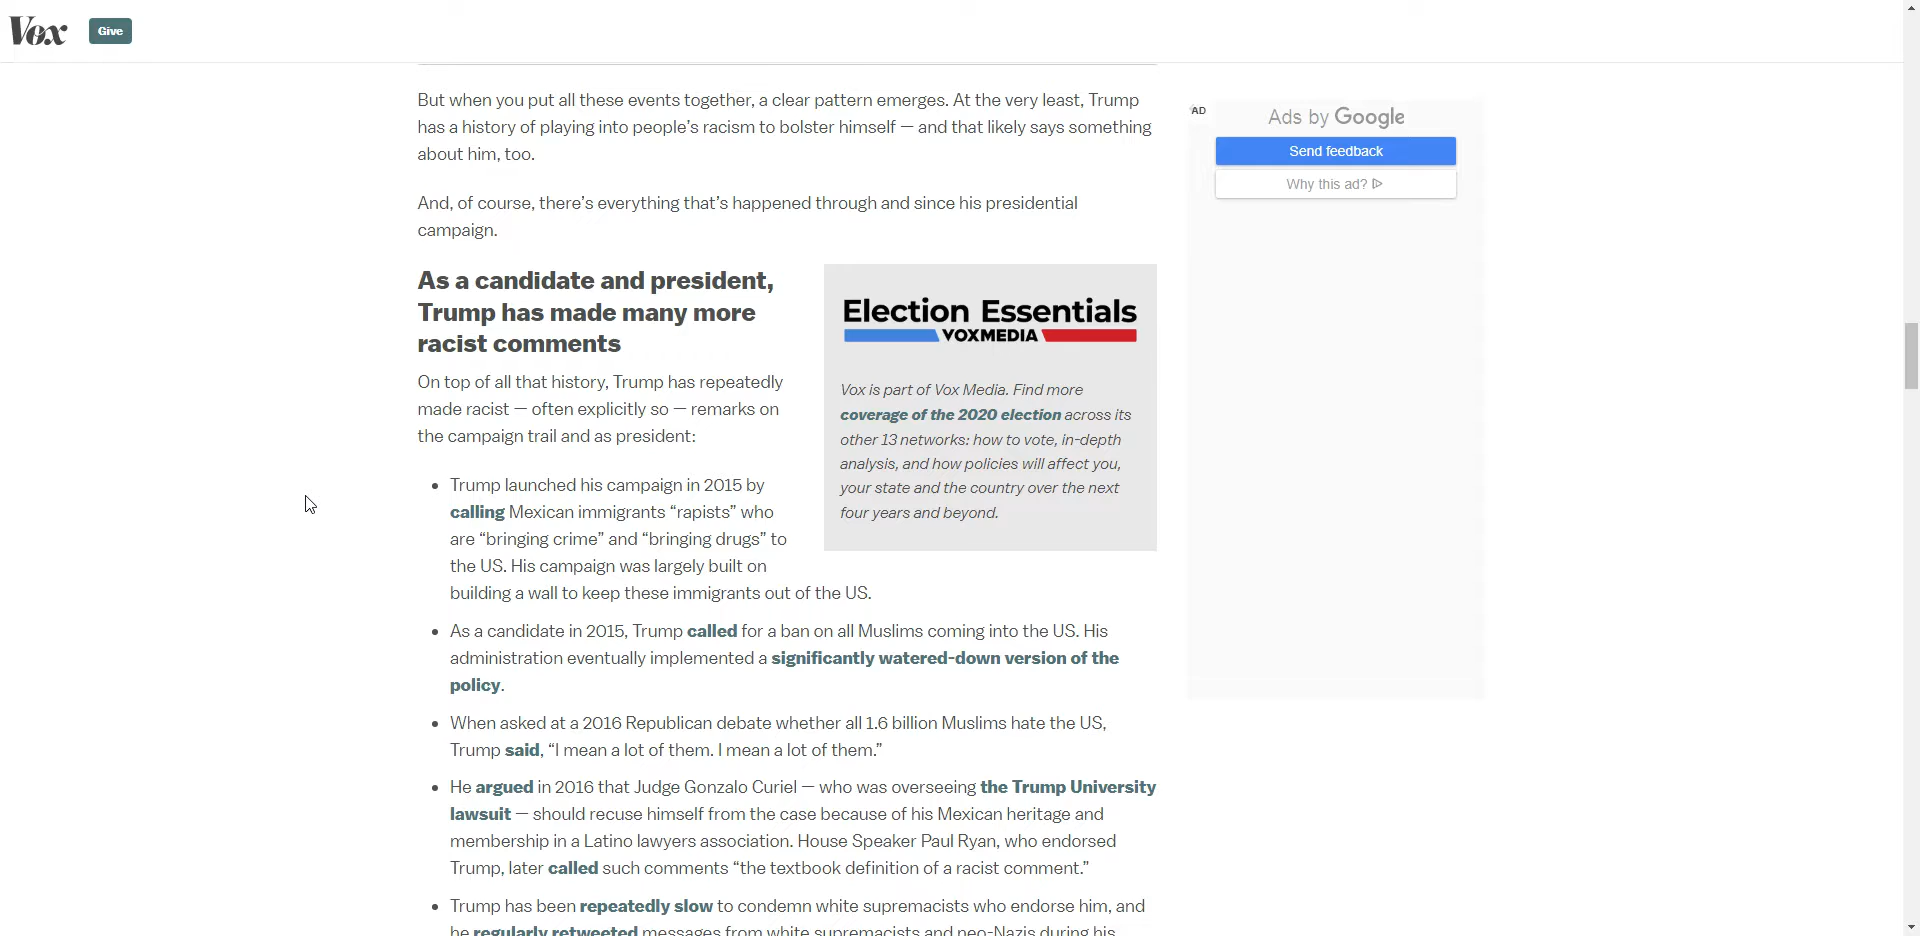 Vox
Give
But when you put all these events together, a clear pattern emerges. At the very least, Trump
has a history of playing into people’s racism to bolster himself — and that likely says something
about him, too.
And, of course, there’s everything that’s happened through and since his presidential
campaign.
As a candidate and president,
Trump has made many more
racist comments
On top of all that history, Trump has repeatedly
made racist — often explicitly so — remarks on
the campaign trail and as president:
Election Essentials
VOXMEDIA
Vox is part of Vox Media. Find more
coverage of the 2020 election across its
other 13 networks: how to vote, in-depth
analysis, and how policies will affect you,
your state and the country over the next
four years and beyond.
• Trump launched his campaign in 2015 by
calling Mexican immigrants “rapists” who
are “bringing crime” and “bringing drugs” to
the US. His campaign was largely built on
building a wall to keep these immigrants out of the US.
• As a candidate in 2015, Trump called for a ban on all Muslims coming into the US. His
administration eventually implemented a significantly watered-down version of the
policy.
• When asked at a 2016 Republican debate whether all 1.6 billion Muslims hate the US,
Trump said, “I mean a lot of them. I mean a lot of them.”
• He argued in 2016 that Judge Gonzalo Curiel — who was overseeing the Trump University
lawsuit — should recuse himself from the case because of his Mexican heritage and
membership in a Latino lawyers association. House Speaker Paul Ryan, who endorsed
Trump, later called such comments “the textbook definition of a racist comment.”
• Trump has been repeatedly slow to condemn white supremacists who endorse him, and
he regularly retweeted messages from white supremacists and neo-Nazis during his
AD
Ads by Google
Send feedback
Why this ad?